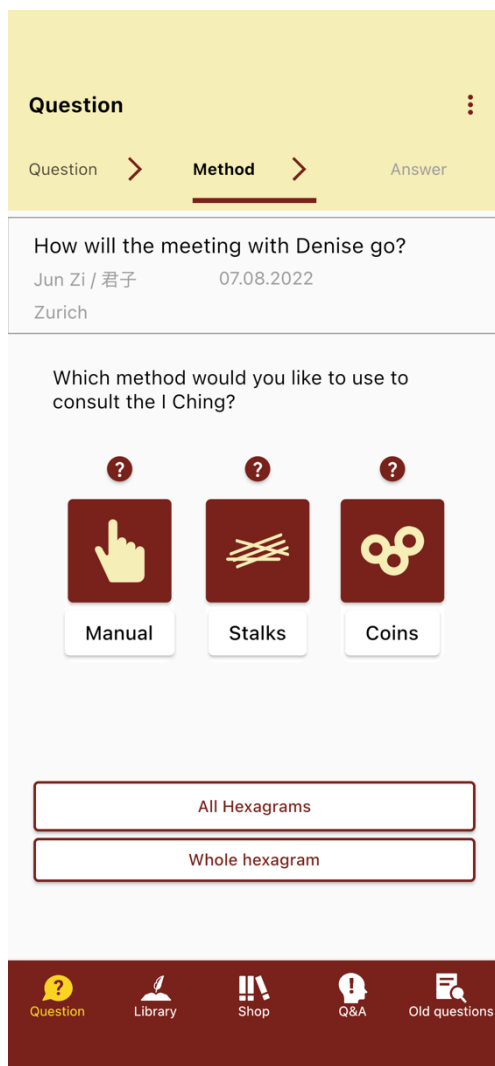 Question
Question Method Answer
How will the meeting with Denise go?
Jun Zi / 君子 07.08.2022
Zurich
Which method would you like to use to
consult the I Ching?
? ? ?
Manual Stalks Coins
All Hexagrams
Whole hexagram
? !
Question Library Shop Q&A Old questions